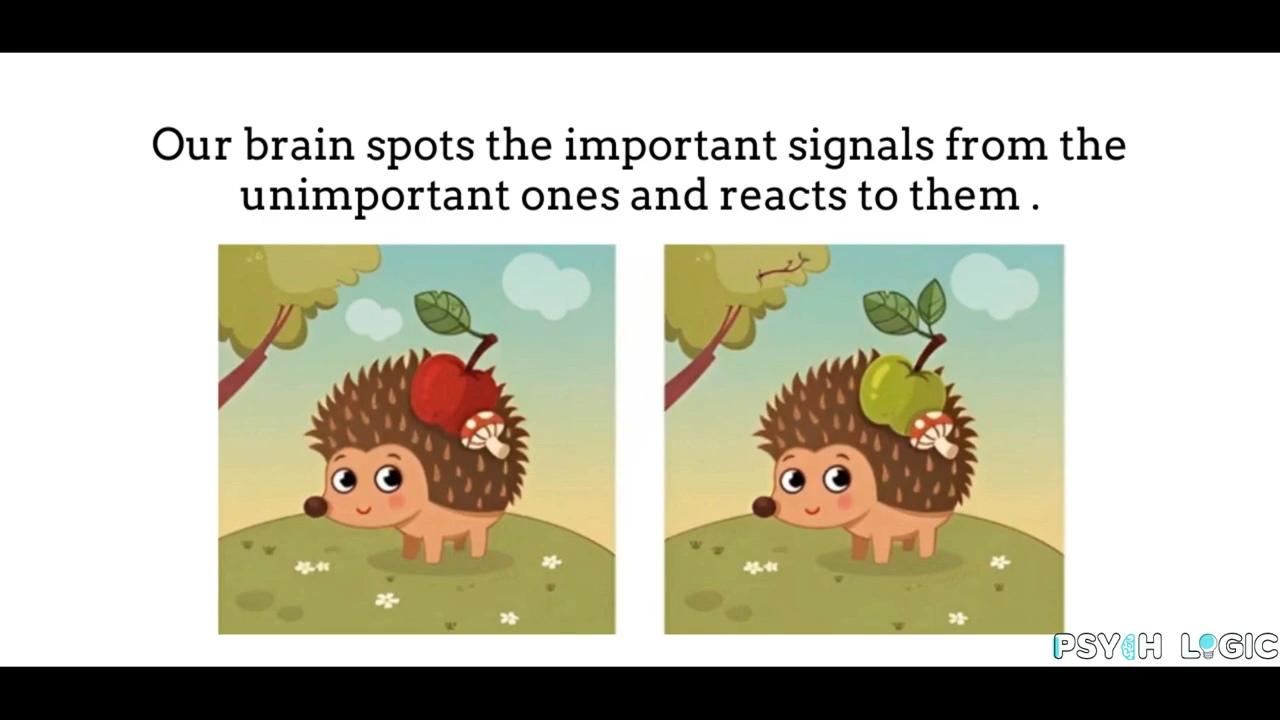 Our brain spots the important signals from the
unimportant ones and reacts to them .
PSYCH LOGIC